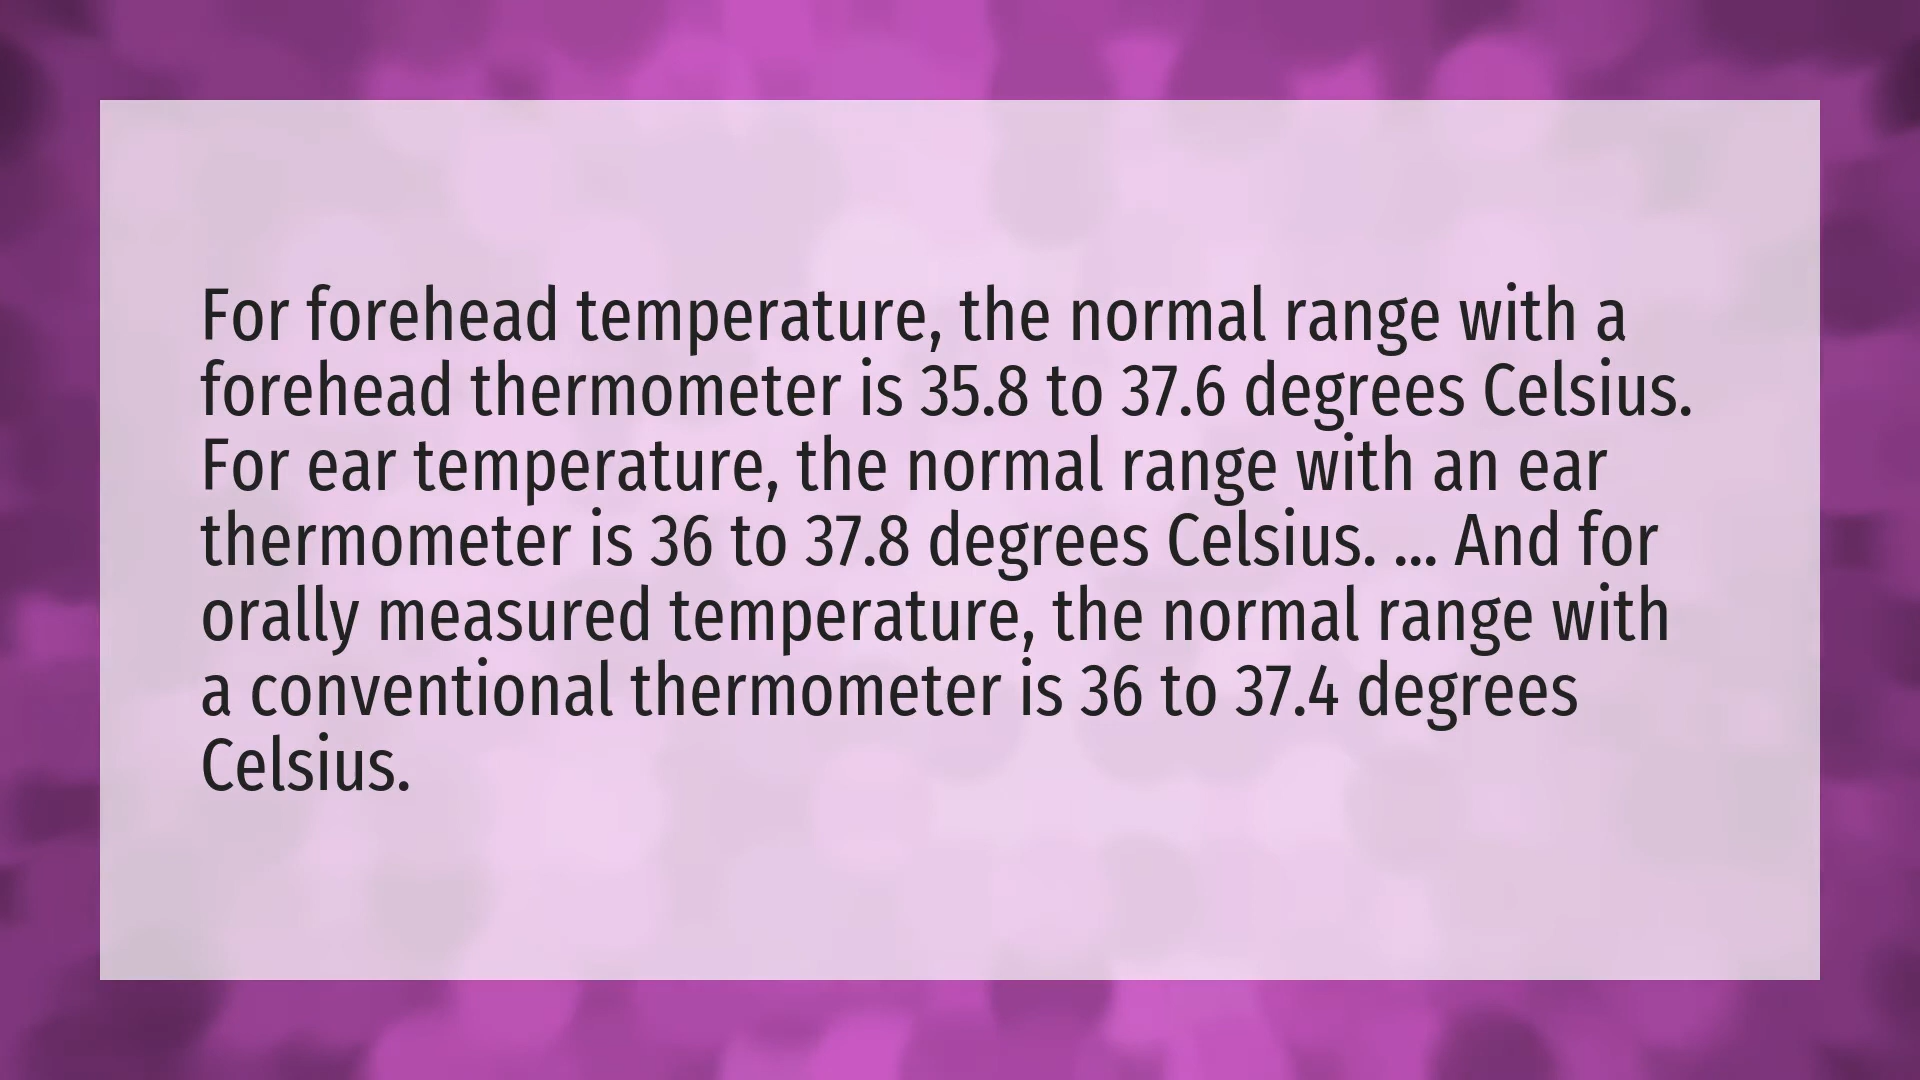 For forehead temperature, the normal range with a
forehead thermometer is 35.8 to 37.6 degrees Celsius.
For ear temperature, the normal range with an ear
thermometer is 36 to 37.8 degrees Celsius. ... And for
orally measured temperature, the normal range with
a conventional thermometer is 36 to 37.4 degrees
Celsius.